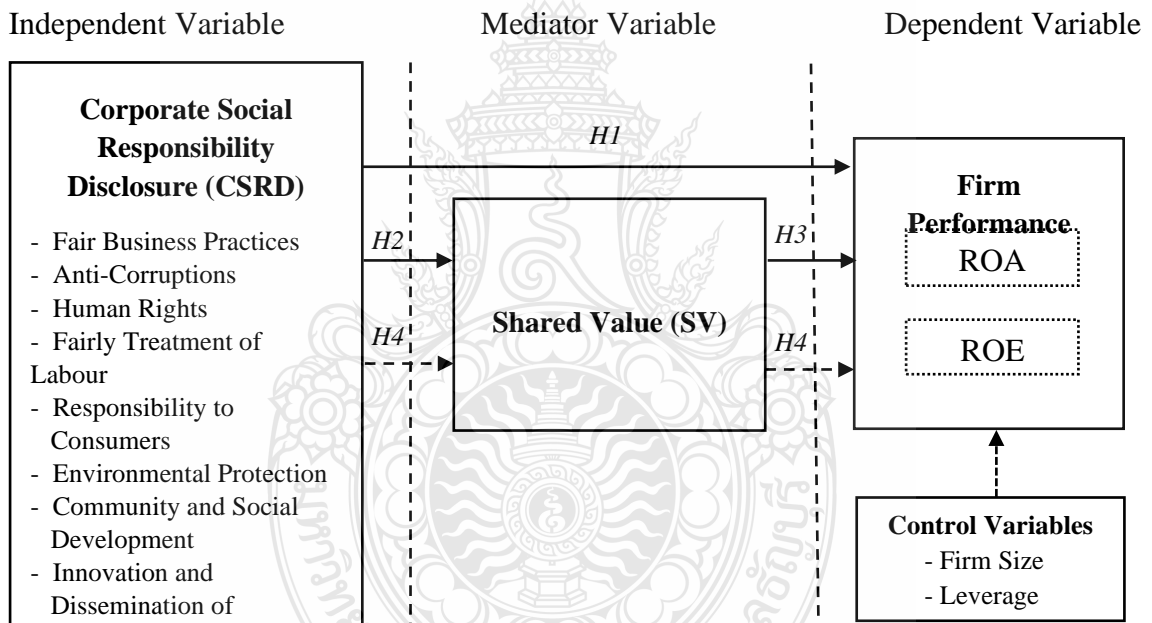 Independent Variable
Mediator Variable
Dependent Variable
Corporate Social
Responsibility
Disclosure (CSRD)
- Fair Business Practices
- Anti-Corruptions
- Human Rights
- Fairly Treatment of
Labour
- Responsibility to
Consumers
- Environmental Protection
- Community and Social
Development
- Innovation and
Dissemination of
H1
H2
H4
Shared Value (SV)
H3
H4
Firm
Performance
ROA
ROE
Control Variables
- Firm Size
- Leverage